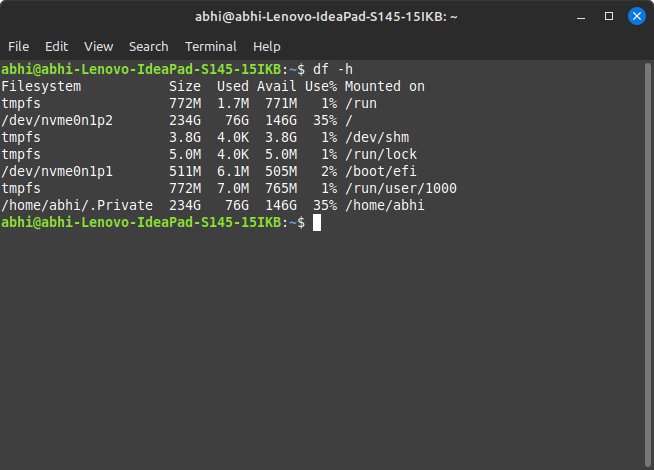 abhi@abhi-Lenovo-IdeaPad-S145-15IKB: ~
File Edit View Search Terminal Help
abhi@abhi-Lenovo-IdeaPad-S145-15IKB:~$ df -h
Filesystem           Size  Used Avail Use% Mounted on
tmpfs                772M  1.7M  771M   1% /run
/dev/nvme0n1p2       234G   76G  146G  35% /
tmpfs                3.8G  4.0K  3.8G   1% /dev/shm
tmpfs                5.0M  4.0K  5.0M   1% /run/lock
/dev/nvme0n1p1       511M  6.1M  505M   2% /boot/efi
tmpfs                772M  7.0M  765M   1% /run/user/1000
/home/abhi/.Private  234G   76G  146G  35% /home/abhi
abhi@abhi-Lenovo-IdeaPad-S145-15IKB:~$